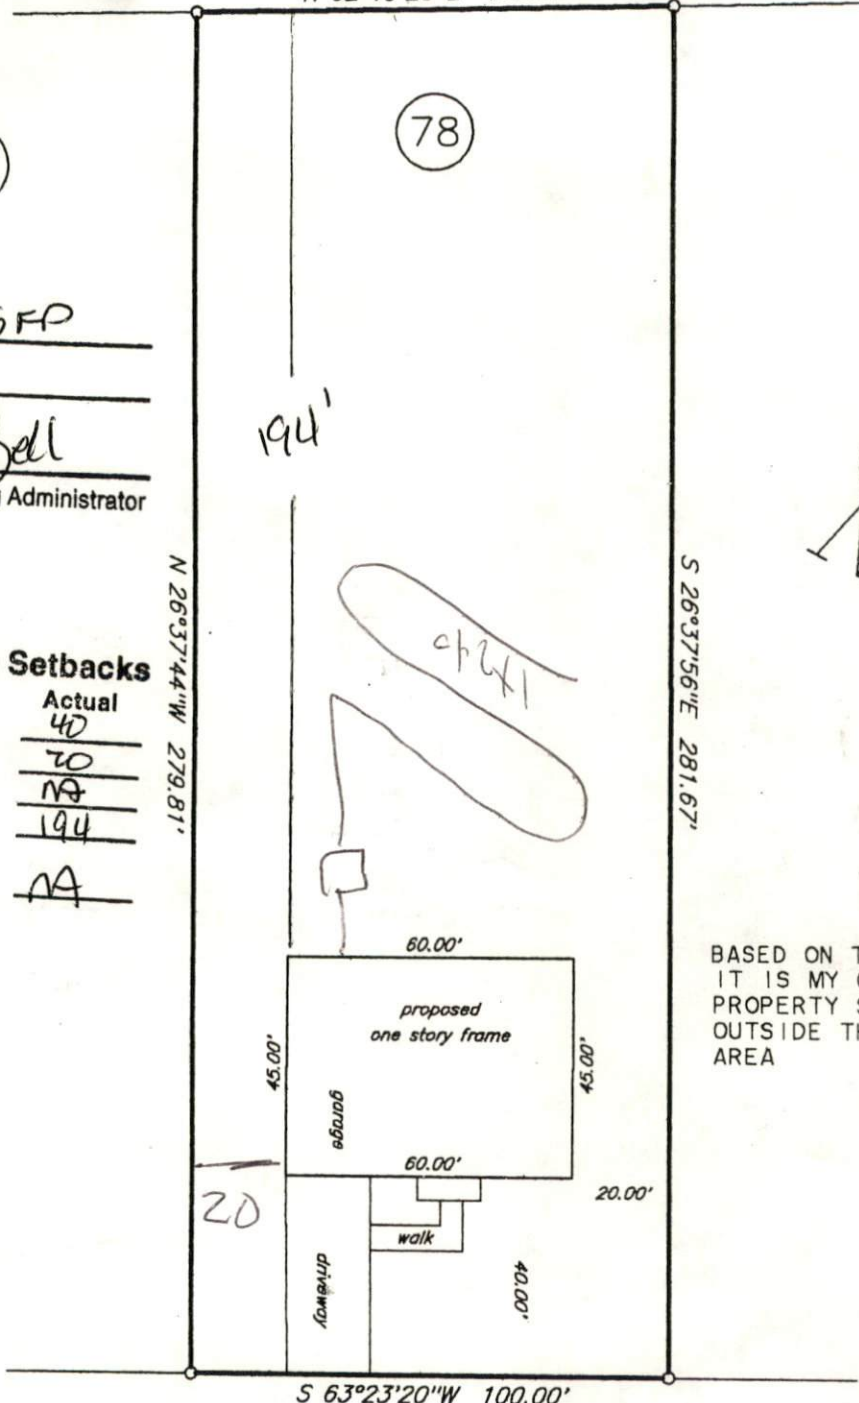 78
SFD
194'
Administrator
N 26°37'44"W 279.81'
S 26°37'56"E 281.67'
Setbacks
Actual
40
20
NA
194
NA
60.00'
proposed
one story frame
45.00'
45.00'
garage
60.00'
20
20.00'
walk
driveway
40.00'
S 63°23'20"W 100.00'
BASED ON
IT IS MY
PROPERTY
OUTSIDE
AREA